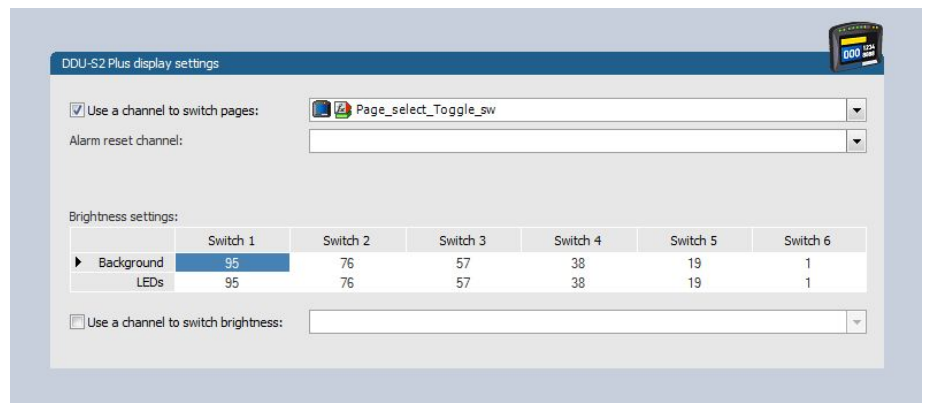 DDU-S2 Plus display settings
Use a channel to switch pages: Page_select_Toggle_sw
Alarm reset channel:
Brightness settings:
Switch 1 Switch 2 Switch 3 Switch 4 Switch 5 Switch 6
Background 95 76 57 38 19 1
LEDs 95 76 57 38 19 1
Use a channel to switch brightness: